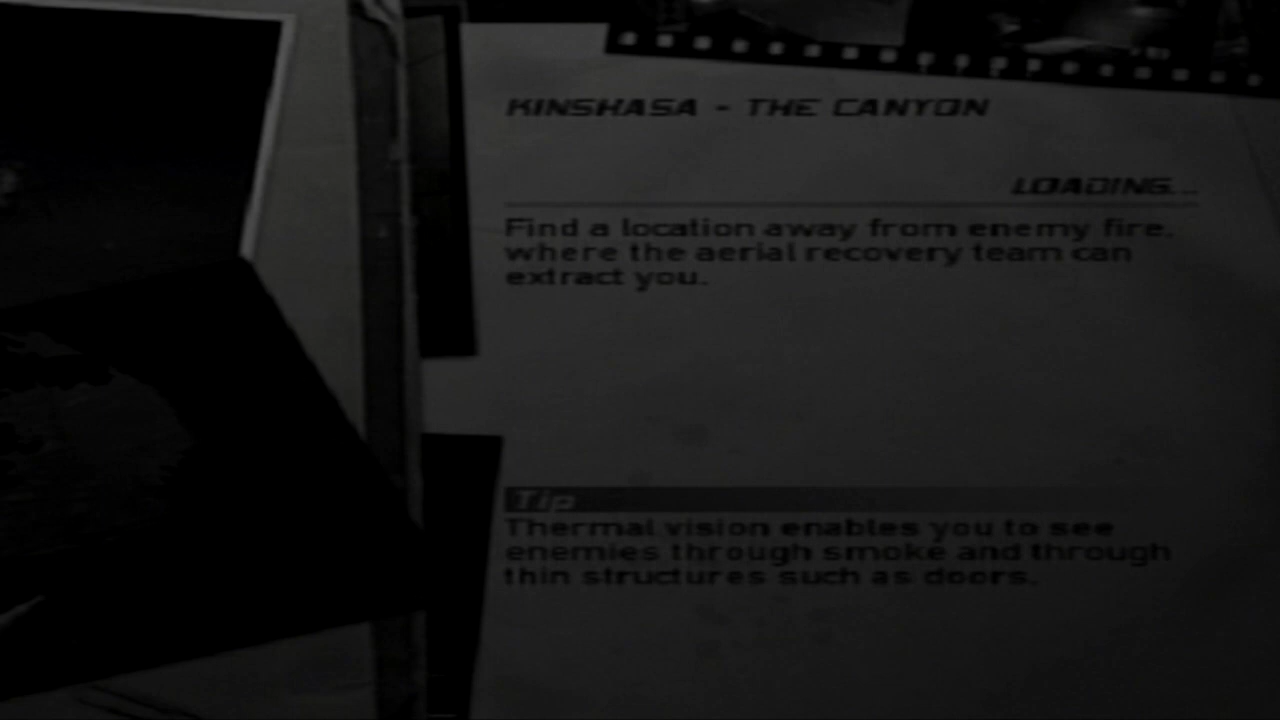 KINSHASA - THE CANYON
LOADING...
Find a location away from enemy fire,
where the aerial recovery team can
extract you.
Tip
Thermal vision enables you to see
enemies through smoke and through
thin structures such as doors.